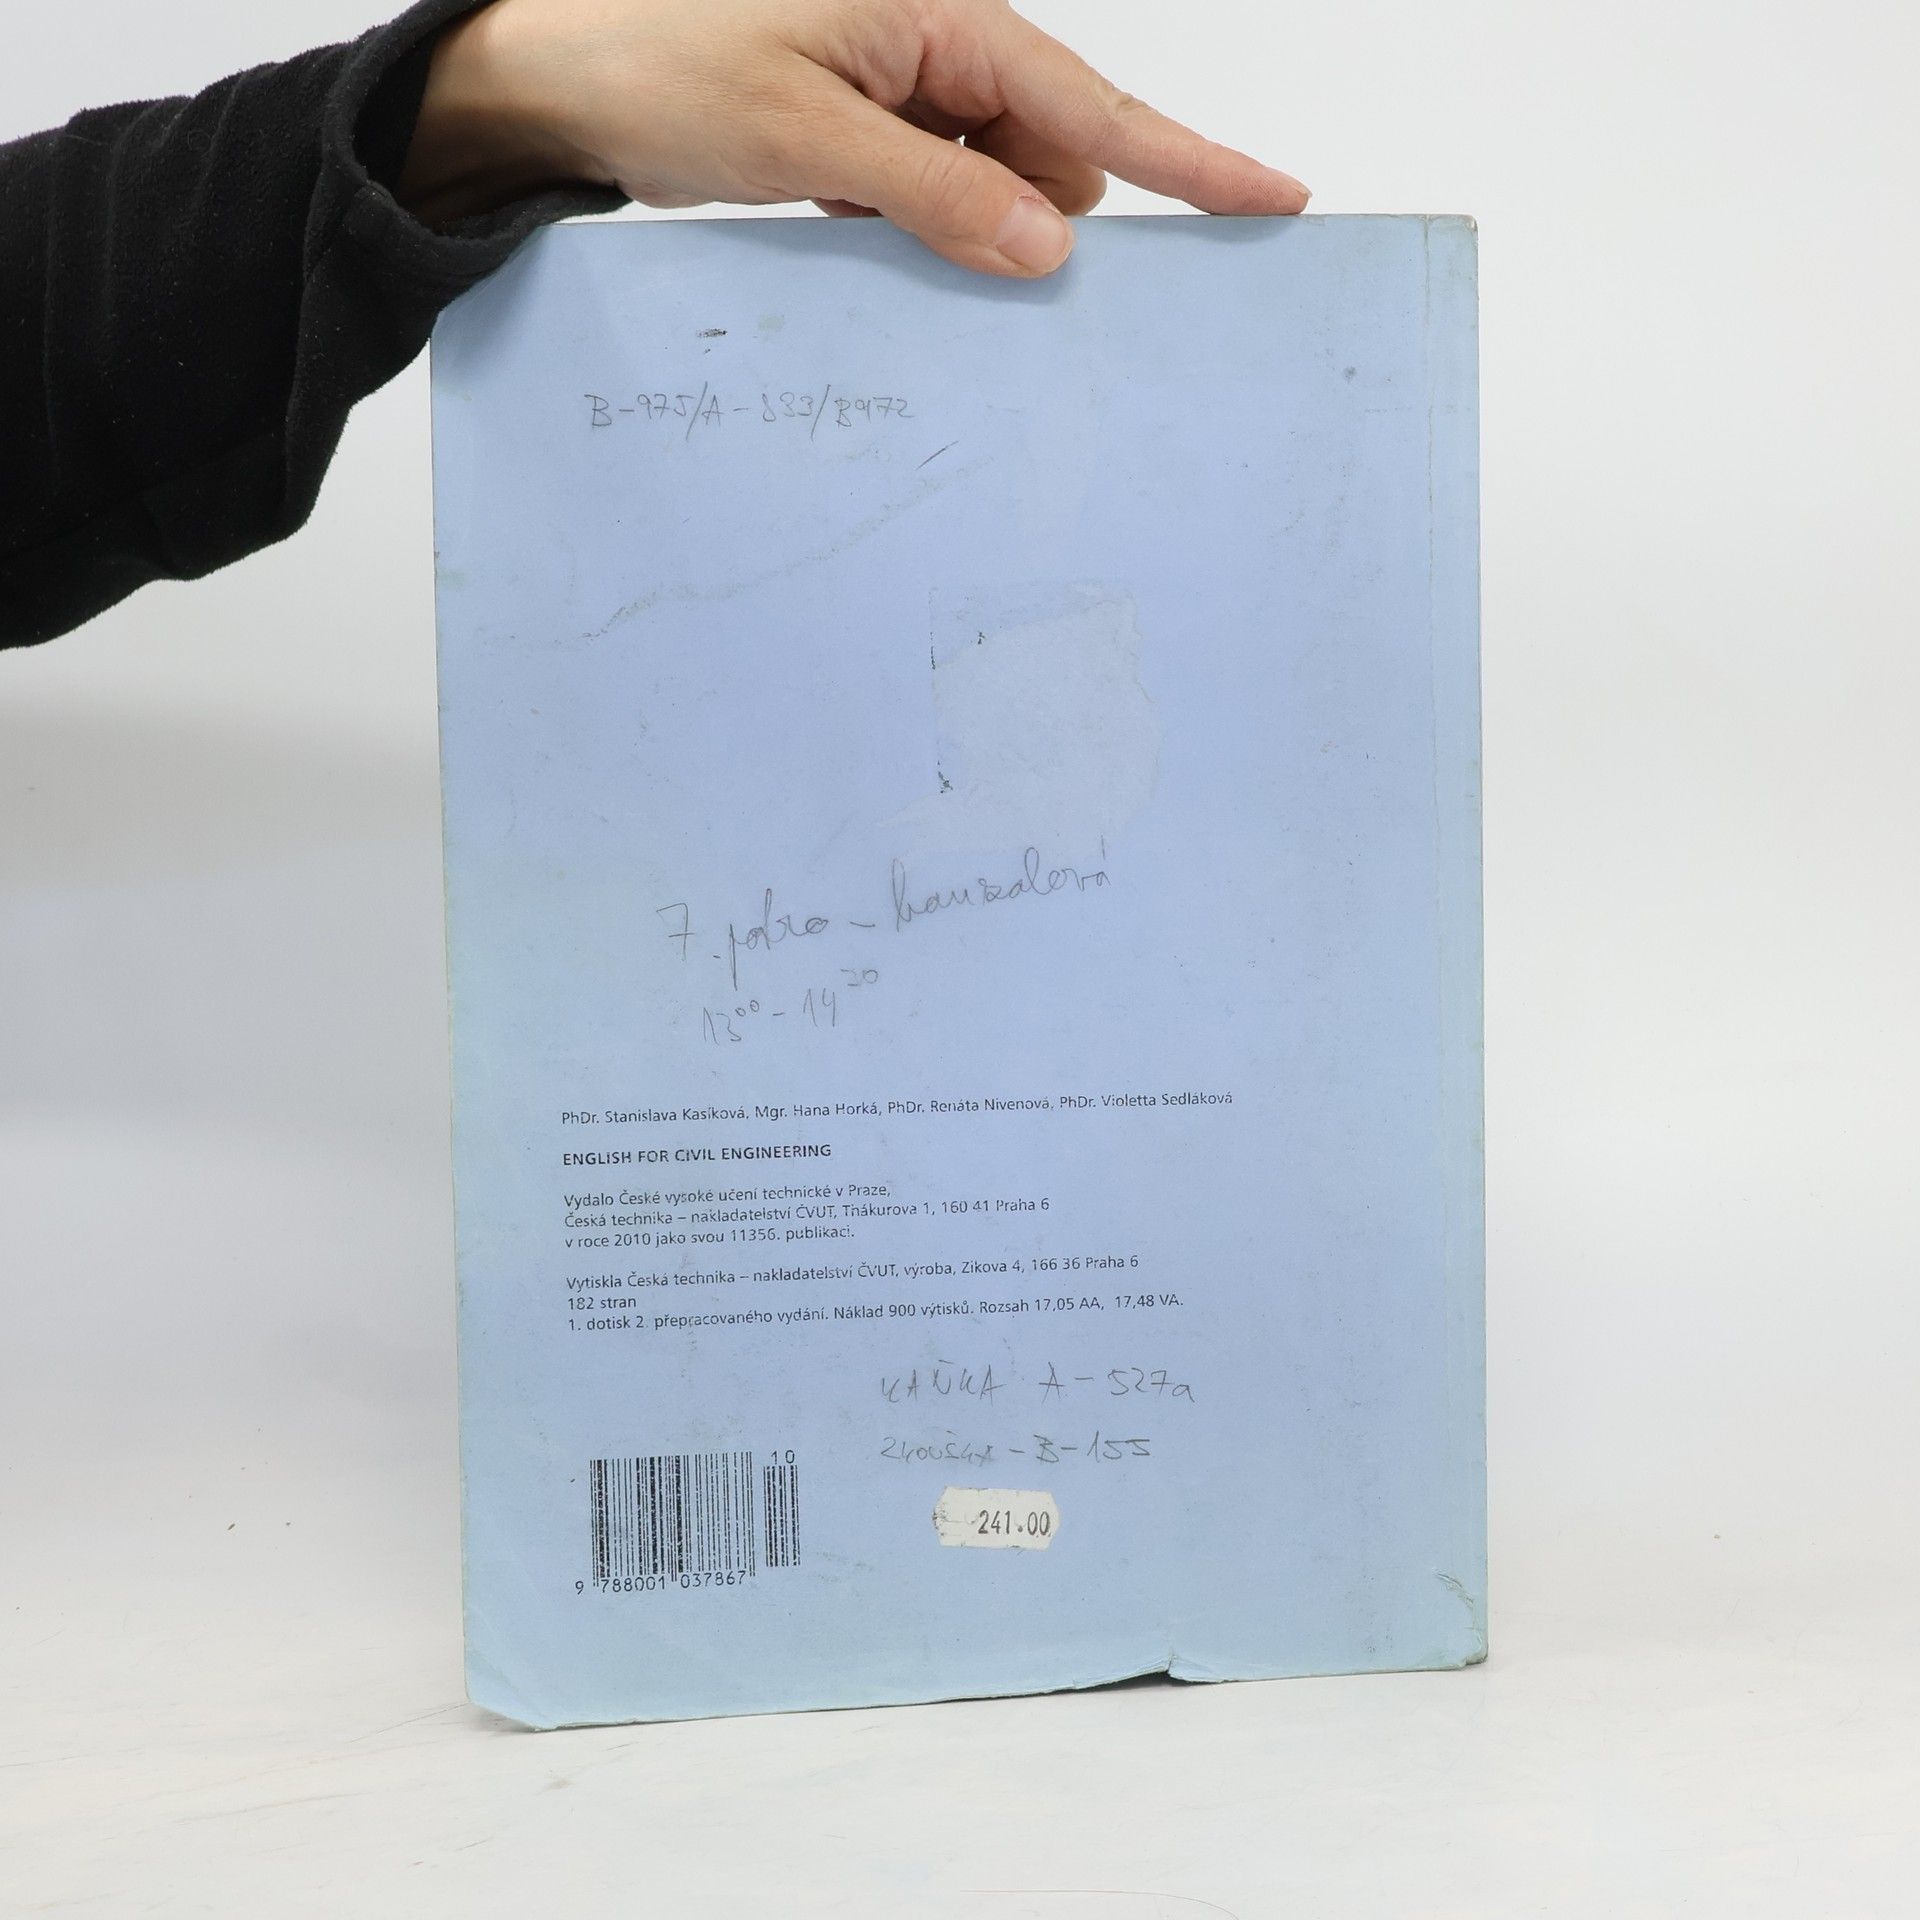 B-975/A-833/B972
7. patro - hauzalová
13⁰⁰ - 14³⁰
PhDr. Stanislava Kasíková, Mgr. Hana Horká, PhDr. Renáta Nivenová, PhDr. Violetta Sedláková
ENGLISH FOR CIVIL ENGINEERING
Vydalo České vysoké učení technické v Praze,
Česká technika – nakladatelství ČVUT, Thákurova 1, 160 41 Praha 6
v roce 2010 jako svou 11356. publikaci.
Vytiskla Česká technika – nakladatelství ČVUT, výroba, Zikova 4, 166 36 Praha 6
182 stran
1. dotisk 2. přepracovaného vydání. Náklad 900 výtisků. Rozsah 17,05 AA, 17,48 VA.
KAŇKA A-527a
ZKOUŠKA - B-155
10
241.00
9 788001 037867